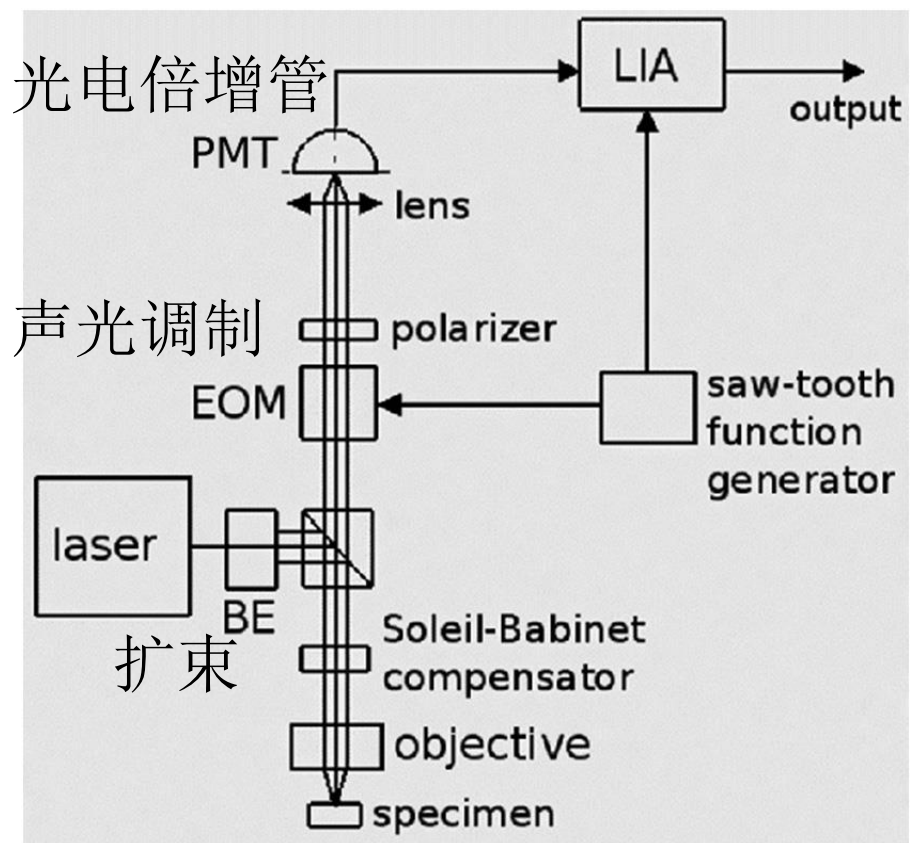 光电倍增管
LIA
output
PMT
lens
声光调制
polarizer
EOM
saw-tooth
function
generator
laser
BE
扩束
Soleil-Babinet
compensator
objective
specimen